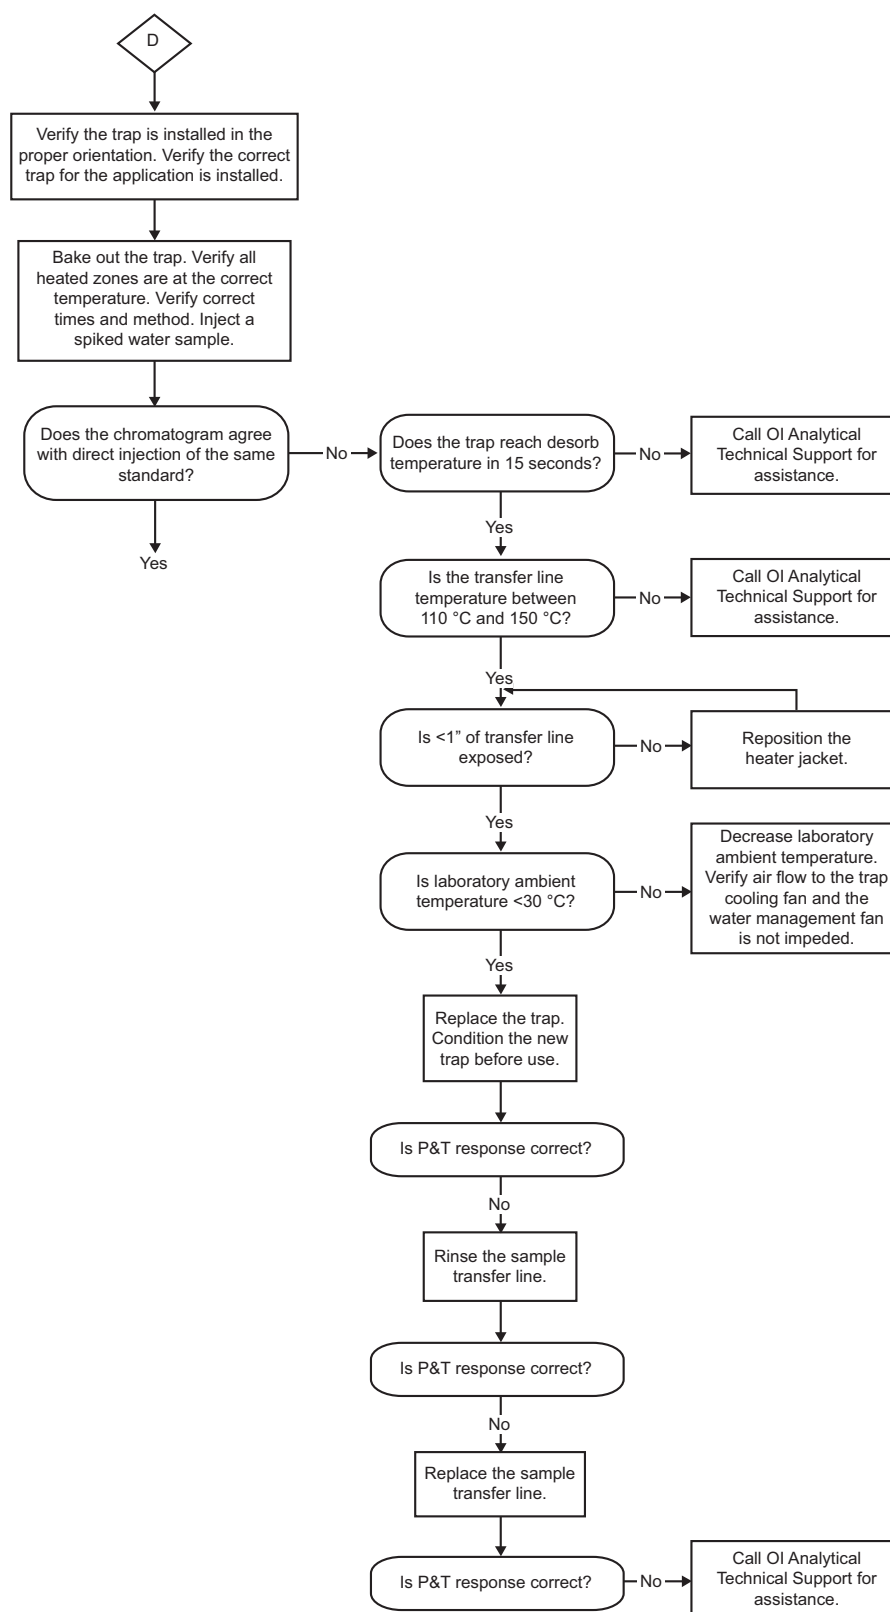 D
Verify the trap is installed in the
proper orientation. Verify the correct
trap for the application is installed.
Bake out the trap. Verify all
heated zones are at the correct
temperature. Verify correct
times and method. Inject a
spiked water sample.
Does the chromatogram agree
with direct injection of the same
standard?
No
Yes
Does the trap reach desorb
temperature in 15 seconds?
No
Call OI Analytical
Technical Support for
assistance.
Yes
Is the transfer line
temperature between
110 °C and 150 °C?
No
Call OI Analytical
Technical Support for
assistance.
Yes
Is <1” of transfer line
exposed?
No
Reposition the
heater jacket.
Yes
Is laboratory ambient
temperature <30 °C?
No
Decrease laboratory
ambient temperature.
Verify air flow to the trap
cooling fan and the
water management fan
is not impeded.
Yes
Replace the trap.
Condition the new
trap before use.
Is P&T response correct?
No
Rinse the sample
transfer line.
Is P&T response correct?
No
Replace the sample
transfer line.
Is P&T response correct?
No
Call OI Analytical
Technical Support for
assistance.